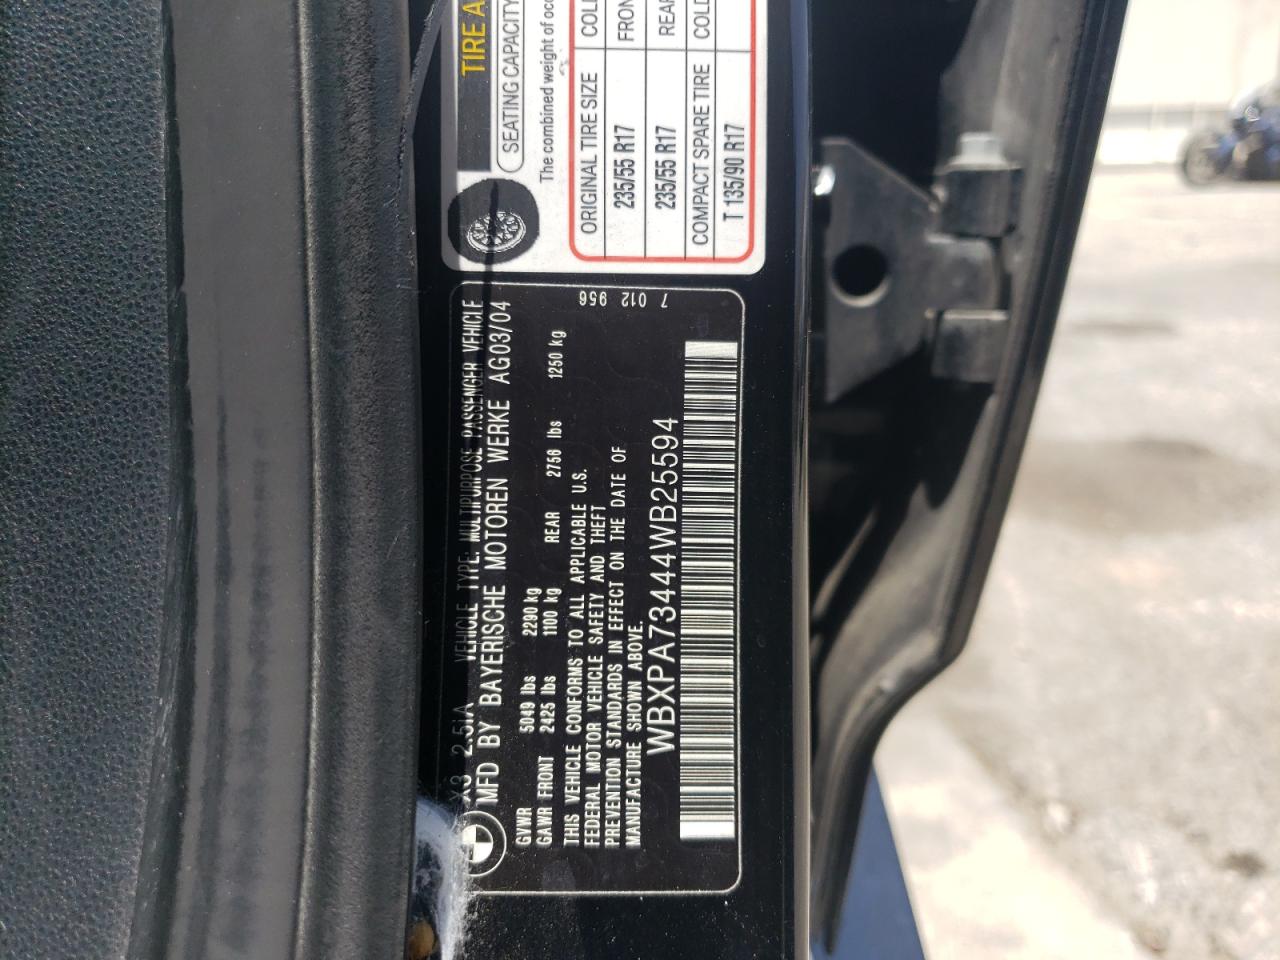 TIRE A
SEATING CAPACITY
The combined weight of occ
ORIGINAL TIRE SIZE COL
235/55 R17 FRON
235/55 R17 REAR
COMPACT SPARE TIRE COLD
T 135/90 R17
X3 2.5iA VEHICLE TYPE: MULTIPURPOSE PASSENGER VEHICLE
MFD BY BAYERISCHE MOTOREN WERKE AG03/04
GVWR 5049 lbs 2290 kg
GAWR FRONT 2425 lbs 1100 kg REAR 2756 lbs 1250 kg
THIS VEHICLE CONFORMS TO ALL APPLICABLE U.S.
FEDERAL MOTOR VEHICLE SAFETY AND THEFT
PREVENTION STANDARDS IN EFFECT ON THE DATE OF
MANUFACTURE SHOWN ABOVE.
WBXPA73444WB25594
7 012 956